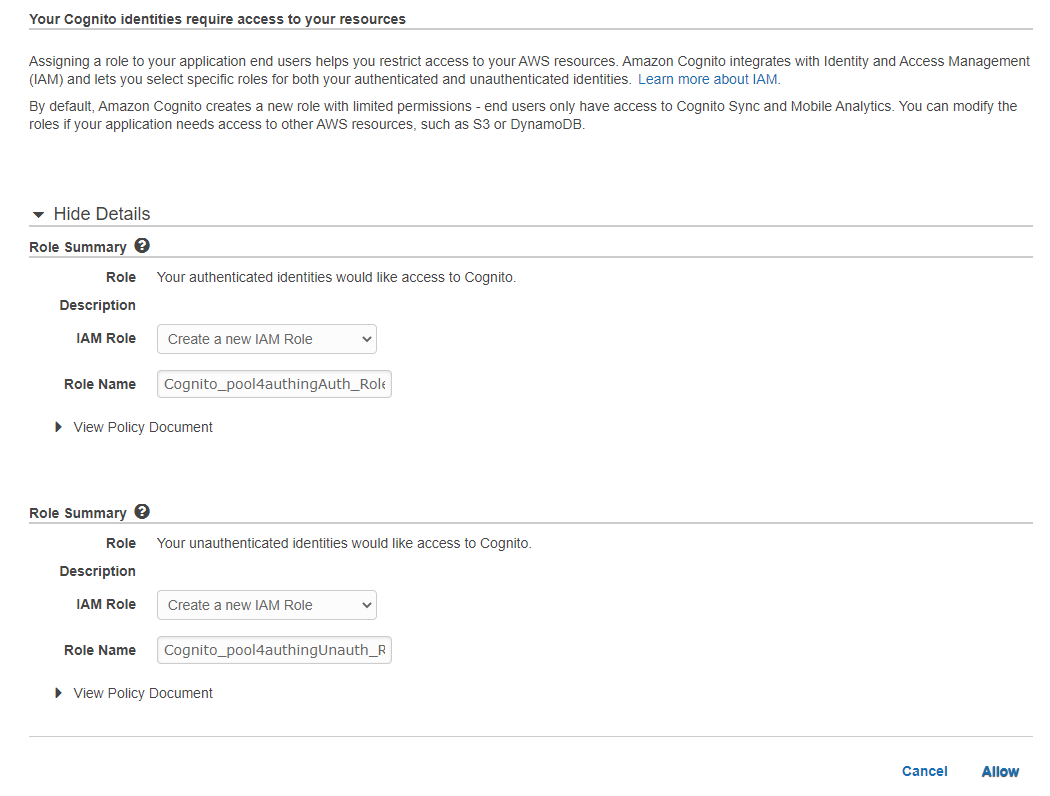 Your Cognito identities require access to your resources
Assigning a role to your application end users helps you restrict access to your AWS resources. Amazon Cognito integrates with Identity and Access Management
(IAM) and lets you select specific roles for both your authenticated and unauthenticated identities. Learn more about IAM.
By default, Amazon Cognito creates a new role with limited permissions - end users only have access to Cognito Sync and Mobile Analytics. You can modify the
roles if your application needs access to other AWS resources, such as S3 or DynamoDB.
Hide Details
Role Summary ?
Role Your authenticated identities would like access to Cognito.
Description
IAM Role Create a new IAM Role
Role Name Cognito_pool4authingAuth_Role
View Policy Document
Role Summary ?
Role Your unauthenticated identities would like access to Cognito.
Description
IAM Role Create a new IAM Role
Role Name Cognito_pool4authingUnauth_R
View Policy Document
Cancel Allow